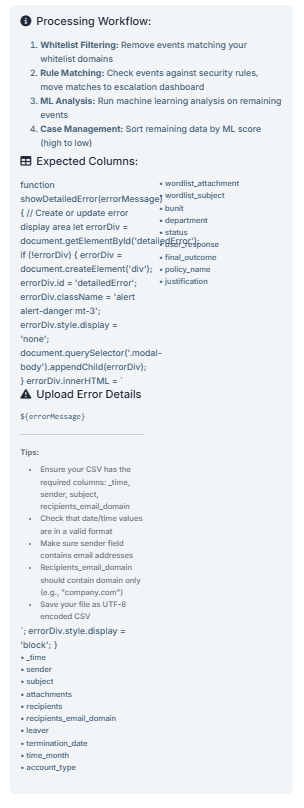 Processing Workflow:
1. Whitelist Filtering: Remove events matching your
whitelist domains
2. Rule Matching: Check events against security rules,
move matches to escalation dashboard
3. ML Analysis: Run machine learning analysis on remaining
events
4. Case Management: Sort remaining data by ML score
(high to low)
Expected Columns:
function
showDetailedError(errorMessage)
{ // Create or update error
display area let errorDiv =
document.getElementById('detailedError');
if (!errorDiv) { errorDiv =
document.createElement('div');
errorDiv.id = 'detailedError';
errorDiv.className = 'alert
alert-danger mt-3';
errorDiv.style.display =
'none';
document.querySelector('.modal-
body').appendChild(errorDiv);
} errorDiv.innerHTML = `
Upload Error Details
${errorMessage}
Tips:
• Ensure your CSV has the
required columns: _time,
sender, subject,
recipients_email_domain
• Check that date/time values
are in a valid format
• Make sure sender field
contains email addresses
• Recipients_email_domain
should contain domain only
(e.g., "company.com")
• Save your file as UTF-8
encoded CSV
`; errorDiv.style.display =
'block'; }
• _time
• sender
• subject
• attachments
• recipients
• recipients_email_domain
• leaver
• termination_date
• time_month
• account_type
• wordlist_attachment
• wordlist_subject
• bunit
• department
• status
• user_response
• final_outcome
• policy_name
• justification